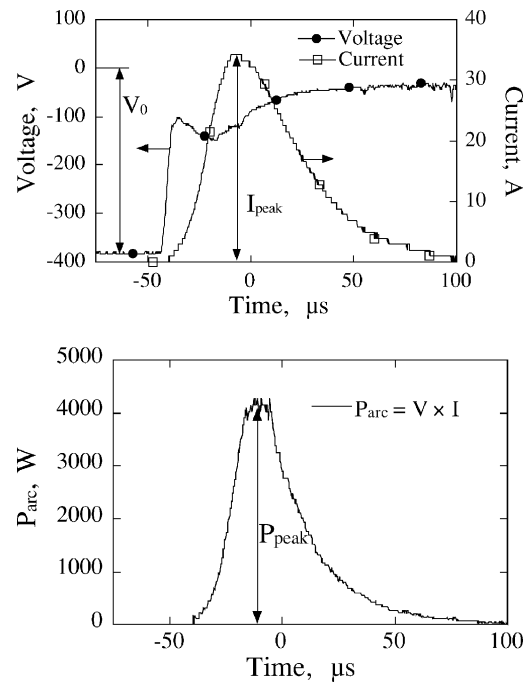 100
0
-100
-200
-300
-400
Voltage, V
V0
Voltage
Current
Ipeak
40
30
20
10
0
Current, A
-50
0
50
100
Time, μs
5000
4000
3000
2000
1000
0
Parc, W
Parc = V × I
Ppeak
-50
0
50
100
Time, μs